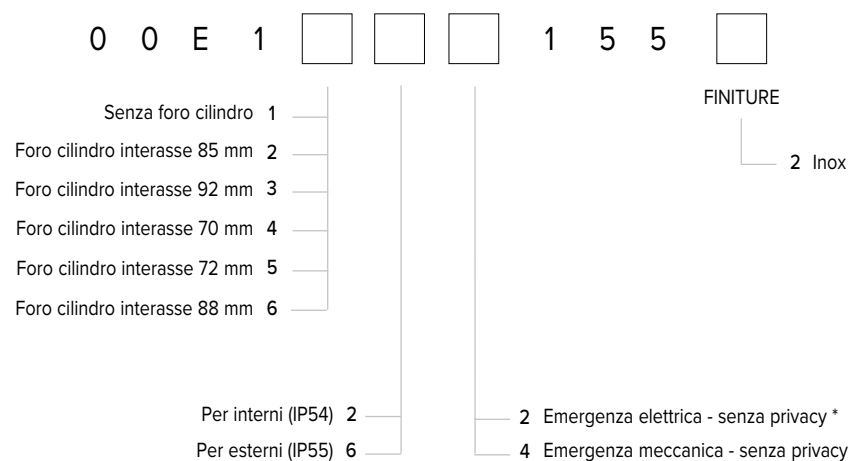 0 0 E 1 1 5 5
FINITURE
Senza foro cilindro 1
Foro cilindro interasse 85 mm 2
Foro cilindro interasse 92 mm 3
Foro cilindro interasse 70 mm 4
Foro cilindro interasse 72 mm 5
Foro cilindro interasse 88 mm 6
2 Inox
Per interni (IP54) 2
Per esterni (IP55) 6
2 Emergenza elettrica - senza privacy *
4 Emergenza meccanica - senza privacy